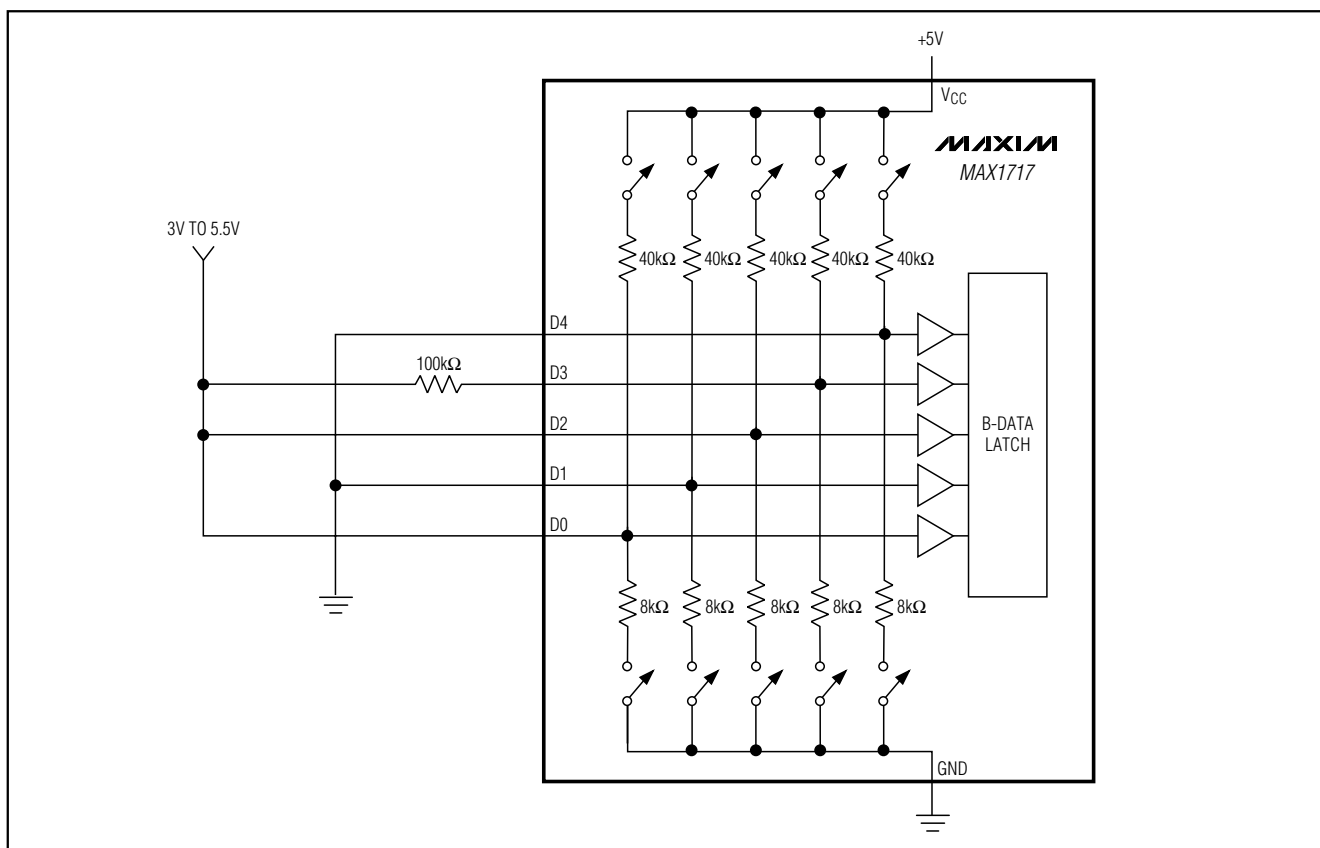 +5V
VCC
MAXIM
MAX1717
3V TO 5.5V
40kΩ 40kΩ 40kΩ 40kΩ 40kΩ
D4
100kΩ
D3
D2
B-DATA
LATCH
D1
D0
8kΩ 8kΩ 8kΩ 8kΩ 8kΩ
GND